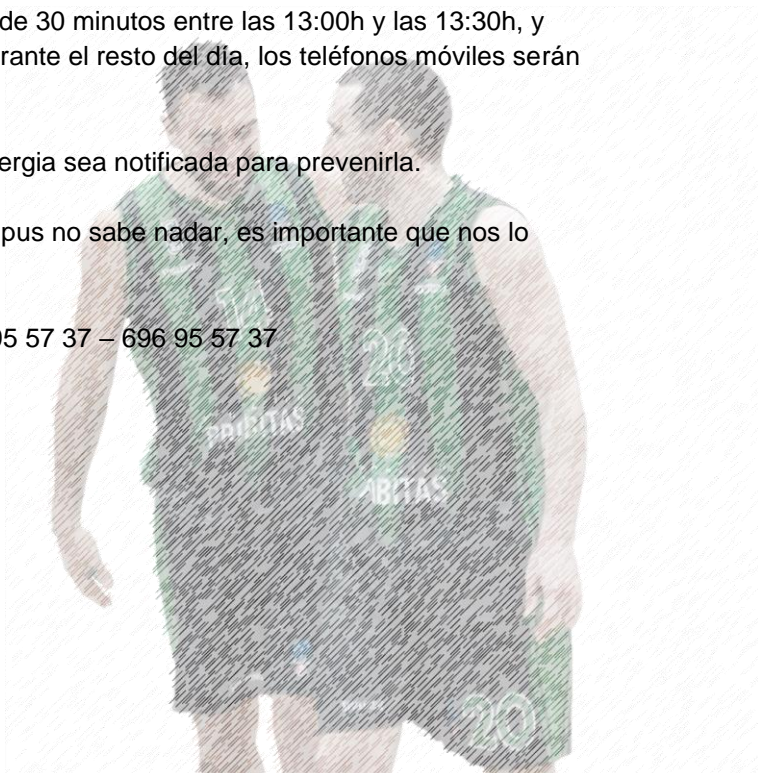 de 30 minutos entre las 13:00h y las 13:30h, y
rante el resto del día, los teléfonos móviles serán
ergia sea notificada para prevenirla.
pus no sabe nadar, es importante que nos lo
95 57 37 – 696 95 57 37
ABITAS
20